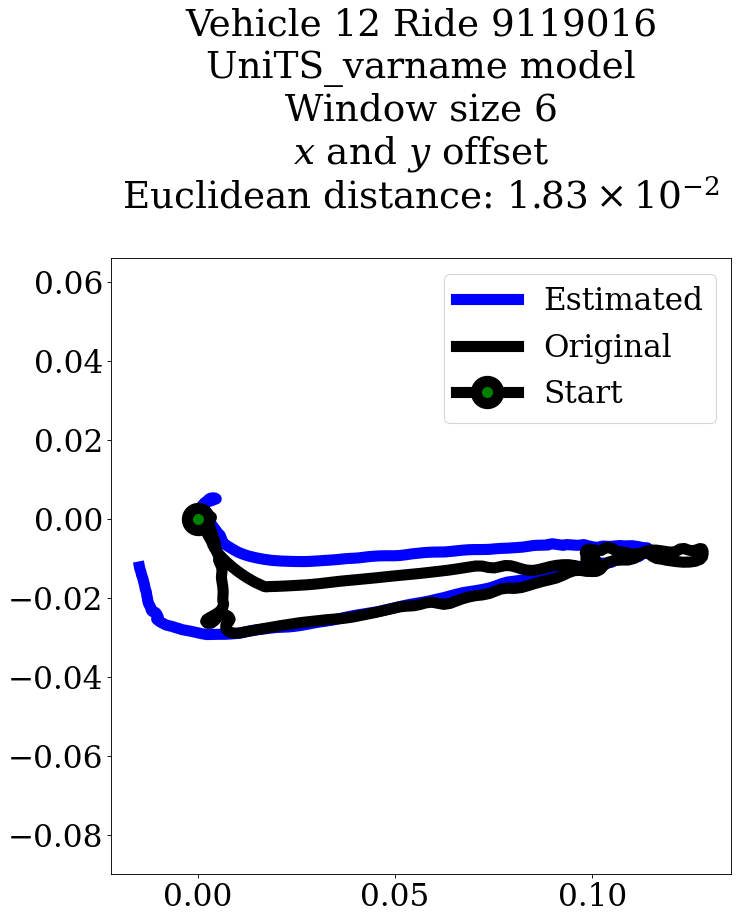 Vehicle 12 Ride 9119016
UniTS_varname model
Window size 6
x and y offset
Euclidean distance: 1.83 × 10⁻²
Estimated
Original
Start
0.06
0.04
0.02
0.00
−0.02
−0.04
−0.06
−0.08
0.00 0.05 0.10